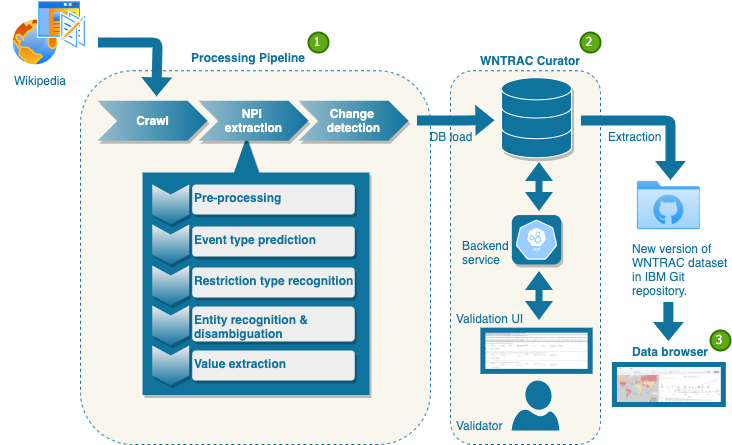 Wikipedia
Processing Pipeline
1
Crawl
NPI
extraction
Change
detection
Pre-processing
Event type prediction
Restriction type recognition
Entity recognition &
disambiguation
Value extraction
DB load
WNTRAC Curator
2
Backend
service
Validation UI
Validator
Extraction
New version of
WNTRAC dataset
in IBM Git
repository.
3
Data browser